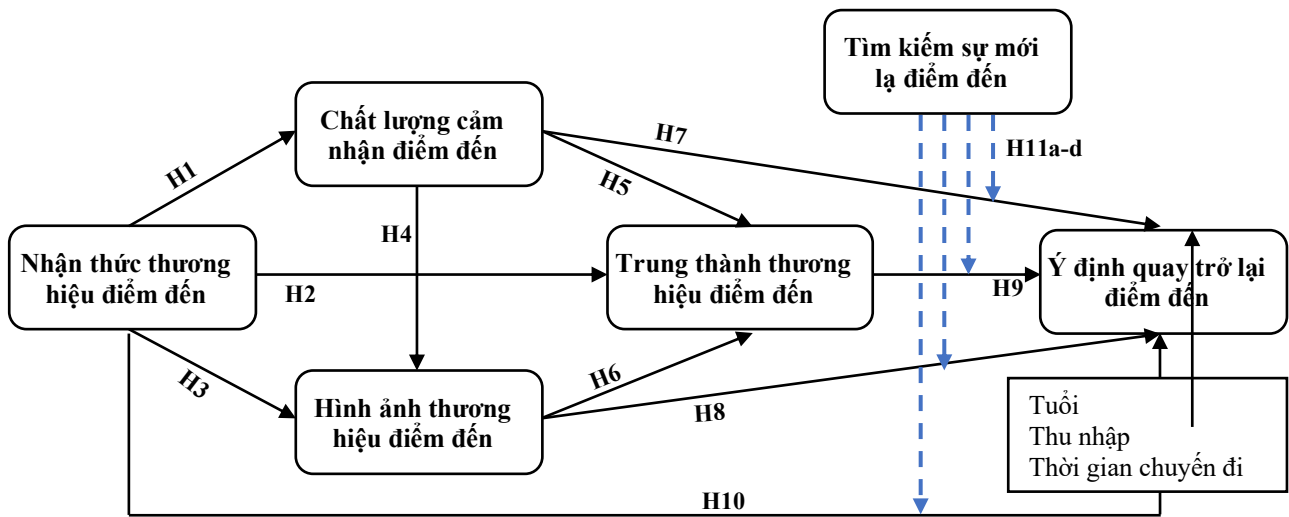 Tìm kiếm sự mới
lạ điểm đến
Chất lượng cảm
nhận điểm đến
H7
H11a-d
H1
H5
H4
Nhận thức thương
hiệu điểm đến
H2
Trung thành thương
hiệu điểm đến
H9
Ý định quay trở lại
điểm đến
H3
H6
Hình ảnh thương
hiệu điểm đến
H8
Tuổi
Thu nhập
Thời gian chuyến đi
H10